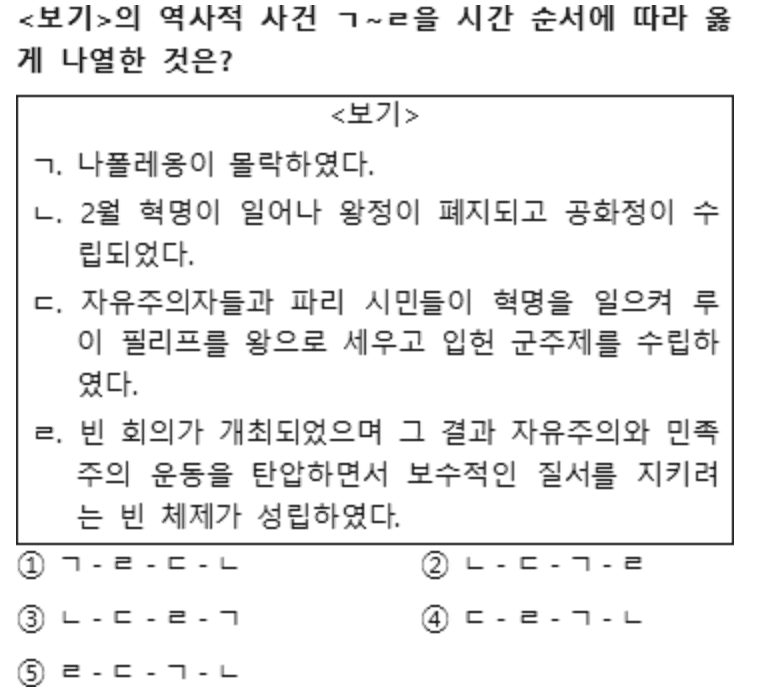 <보기>의 역사적 사건 ㄱ~ㄹ을 시간 순서에 따라 옳
게 나열한 것은?
<보기>
ㄱ. 나폴레옹이 몰락하였다.
ㄴ. 2월 혁명이 일어나 왕정이 폐지되고 공화정이 수
립되었다.
ㄷ. 자유주의자들과 파리 시민들이 혁명을 일으켜 루
이 필리프를 왕으로 세우고 입헌 군주제를 수립하
였다.
ㄹ. 빈 회의가 개최되었으며 그 결과 자유주의와 민족
주의 운동을 탄압하면서 보수적인 질서를 지키려
는 빈 체제가 성립하였다.
① ㄱ - ㄹ - ㄷ - ㄴ ② ㄴ - ㄷ - ㄱ - ㄹ
③ ㄴ - ㄷ - ㄹ - ㄱ ④ ㄷ - ㄹ - ㄱ - ㄴ
⑤ ㄹ - ㄷ - ㄱ - ㄴ